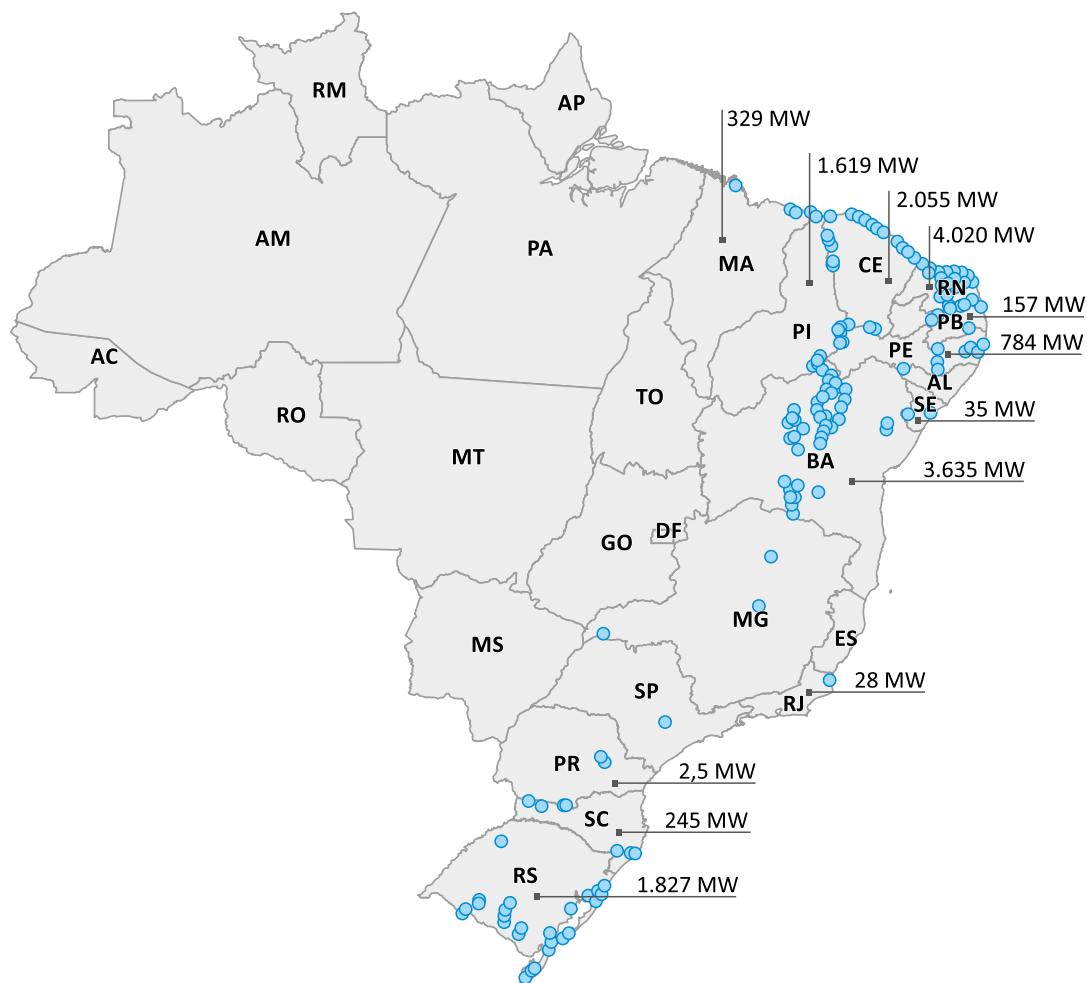 RM
AP
329 MW
1.619 MW
2.055 MW
4.020 MW
AM
PA
MA
CE
RN
157 MW
PI
PB
784 MW
AC
PE
AL
TO
SE
35 MW
RO
MT
BA
3.635 MW
DF
GO
MG
MS
ES
28 MW
SP
RJ
PR
2,5 MW
SC
245 MW
RS
1.827 MW